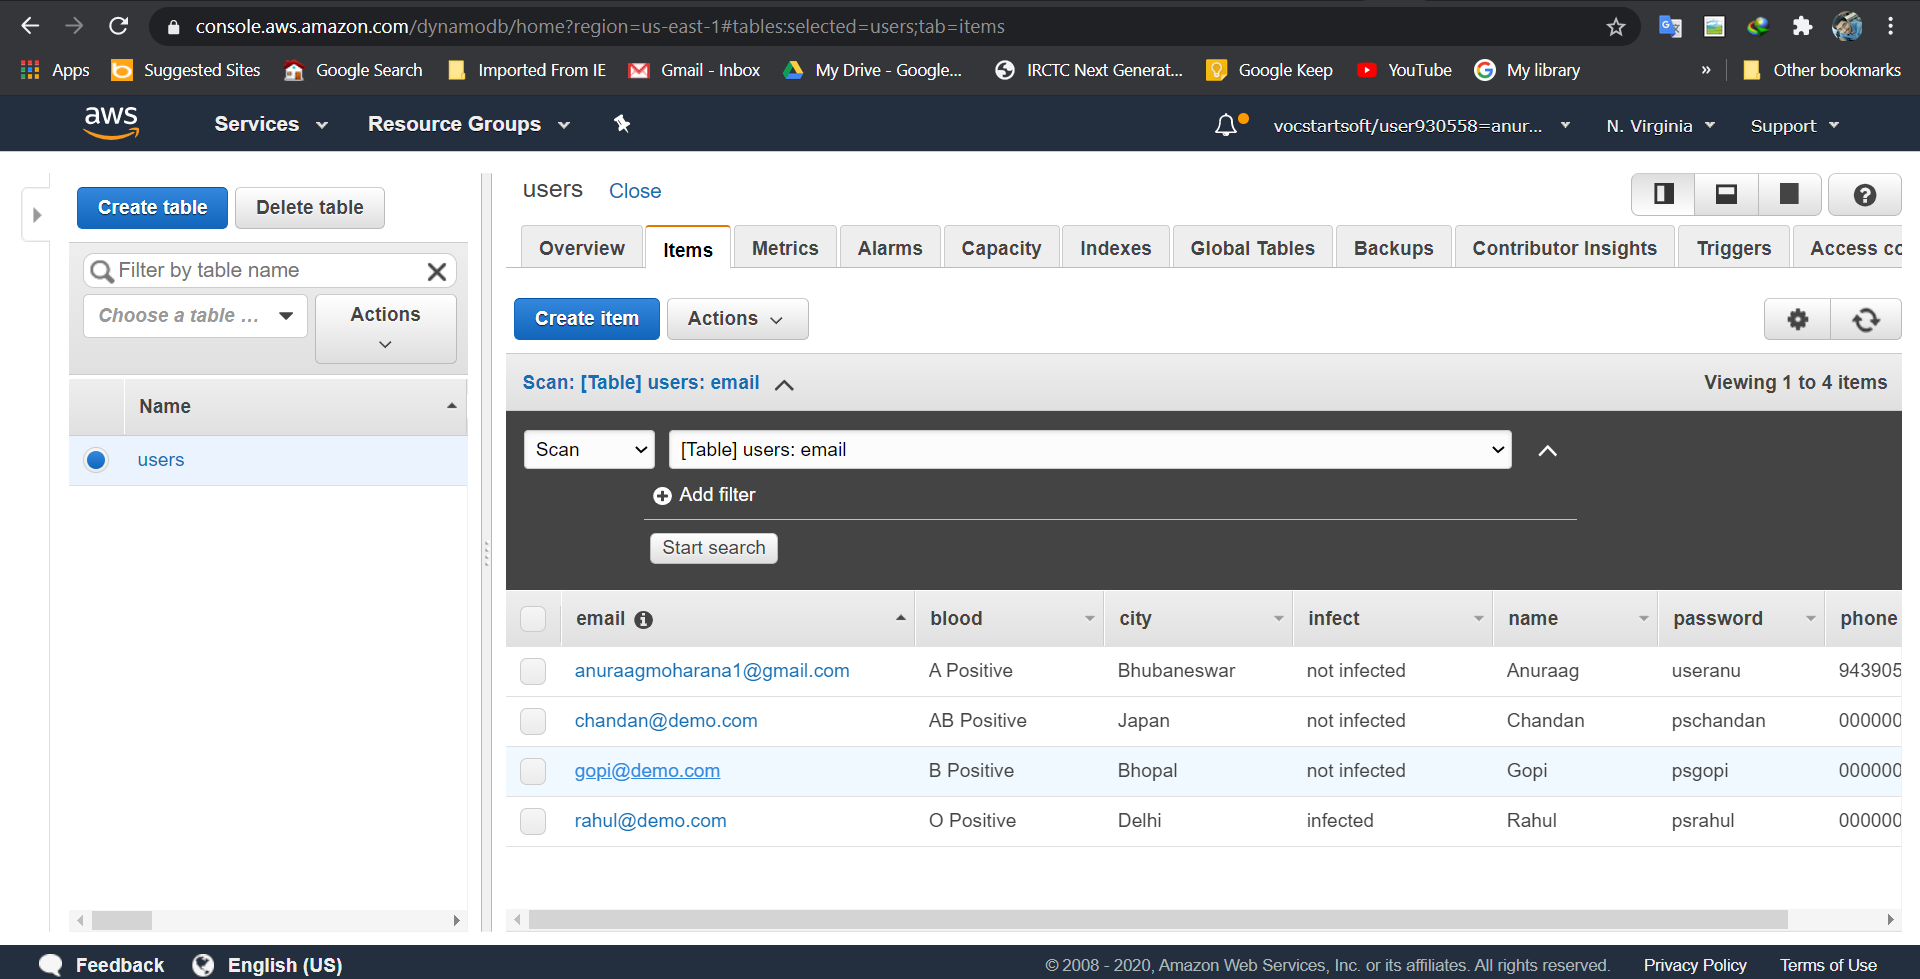 console.aws.amazon.com/dynamodb/home?region=us-east-1#tables:selected=users;tab=items
Apps Suggested Sites Google Search Imported From IE Gmail - Inbox My Drive - Google... IRCTC Next Generat... Google Keep YouTube My library » Other bookmarks
aws Services Resource Groups vocstartsoft/user930558=anur... N. Virginia Support
Create table Delete table
Filter by table name
Choose a table ... Actions
Name
users
users Close
Overview Items Metrics Alarms Capacity Indexes Global Tables Backups Contributor Insights Triggers Access co
Create item Actions
Scan: [Table] users: email Viewing 1 to 4 items
Scan [Table] users: email
Add filter
Start search
email blood city infect name password phone
anuraagmoharana1@gmail.com A Positive Bhubaneswar not infected Anuraag useranu 943905
chandan@demo.com AB Positive Japan not infected Chandan pschandan 000000
gopi@demo.com B Positive Bhopal not infected Gopi psgopi 000000
rahul@demo.com O Positive Delhi infected Rahul psrahul 000000
Feedback English (US) © 2008 - 2020, Amazon Web Services, Inc. or its affiliates. All rights reserved. Privacy Policy Terms of Use